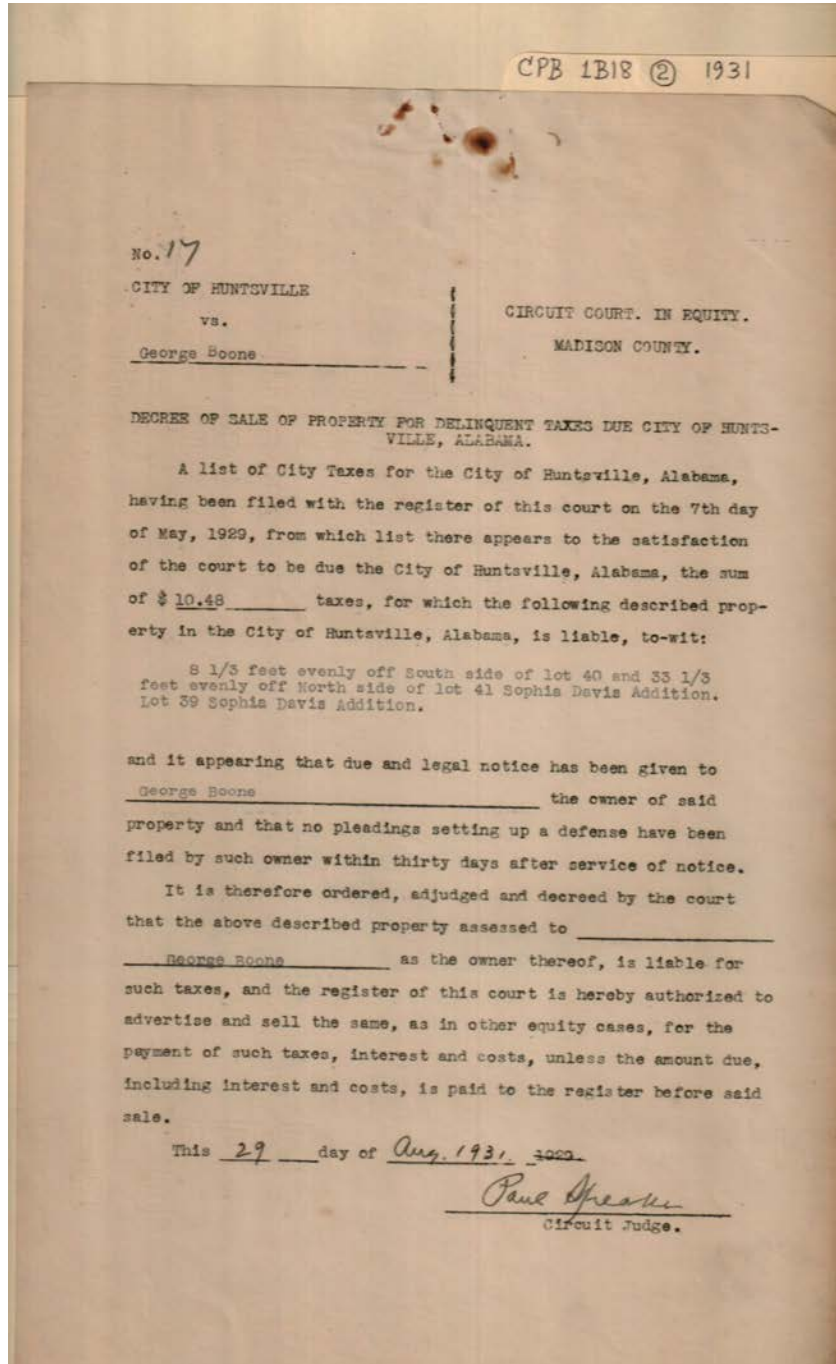 CPB 1B18 ② 1931
No. 17
CITY OF HUNTSVILLE
vs.
George Boone
CIRCUIT COURT. IN EQUITY.
MADISON COUNTY.
DECREE OF SALE OF PROPERTY FOR DELINQUENT TAXES DUE CITY OF HUNTS-
VILLE, ALABAMA.
A list of City Taxes for the City of Huntsville, Alabama,
having been filed with the register of this court on the 7th day
of May, 1929, from which list there appears to the satisfaction
of the court to be due the City of Huntsville, Alabama, the sum
of $ 10.48 taxes, for which the following described prop-
erty in the City of Huntsville, Alabama, is liable, to-wit:
8 1/3 feet evenly off South side of lot 40 and 33 1/3
feet evenly off North side of lot 41 Sophia Davis Addition.
Lot 39 Sophia Davis Addition.
and it appearing that due and legal notice has been given to
George Boone the owner of said
property and that no pleadings setting up a defense have been
filed by such owner within thirty days after service of notice.
It is therefore ordered, adjudged and decreed by the court
that the above described property assessed to
George Boone as the owner thereof, is liable for
such taxes, and the register of this court is hereby authorized to
advertise and sell the same, as in other equity cases, for the
payment of such taxes, interest and costs, unless the amount due,
including interest and costs, is paid to the register before said
sale.
This 29 day of Aug. 1931. 1929.
Paul Speake
Circuit Judge.